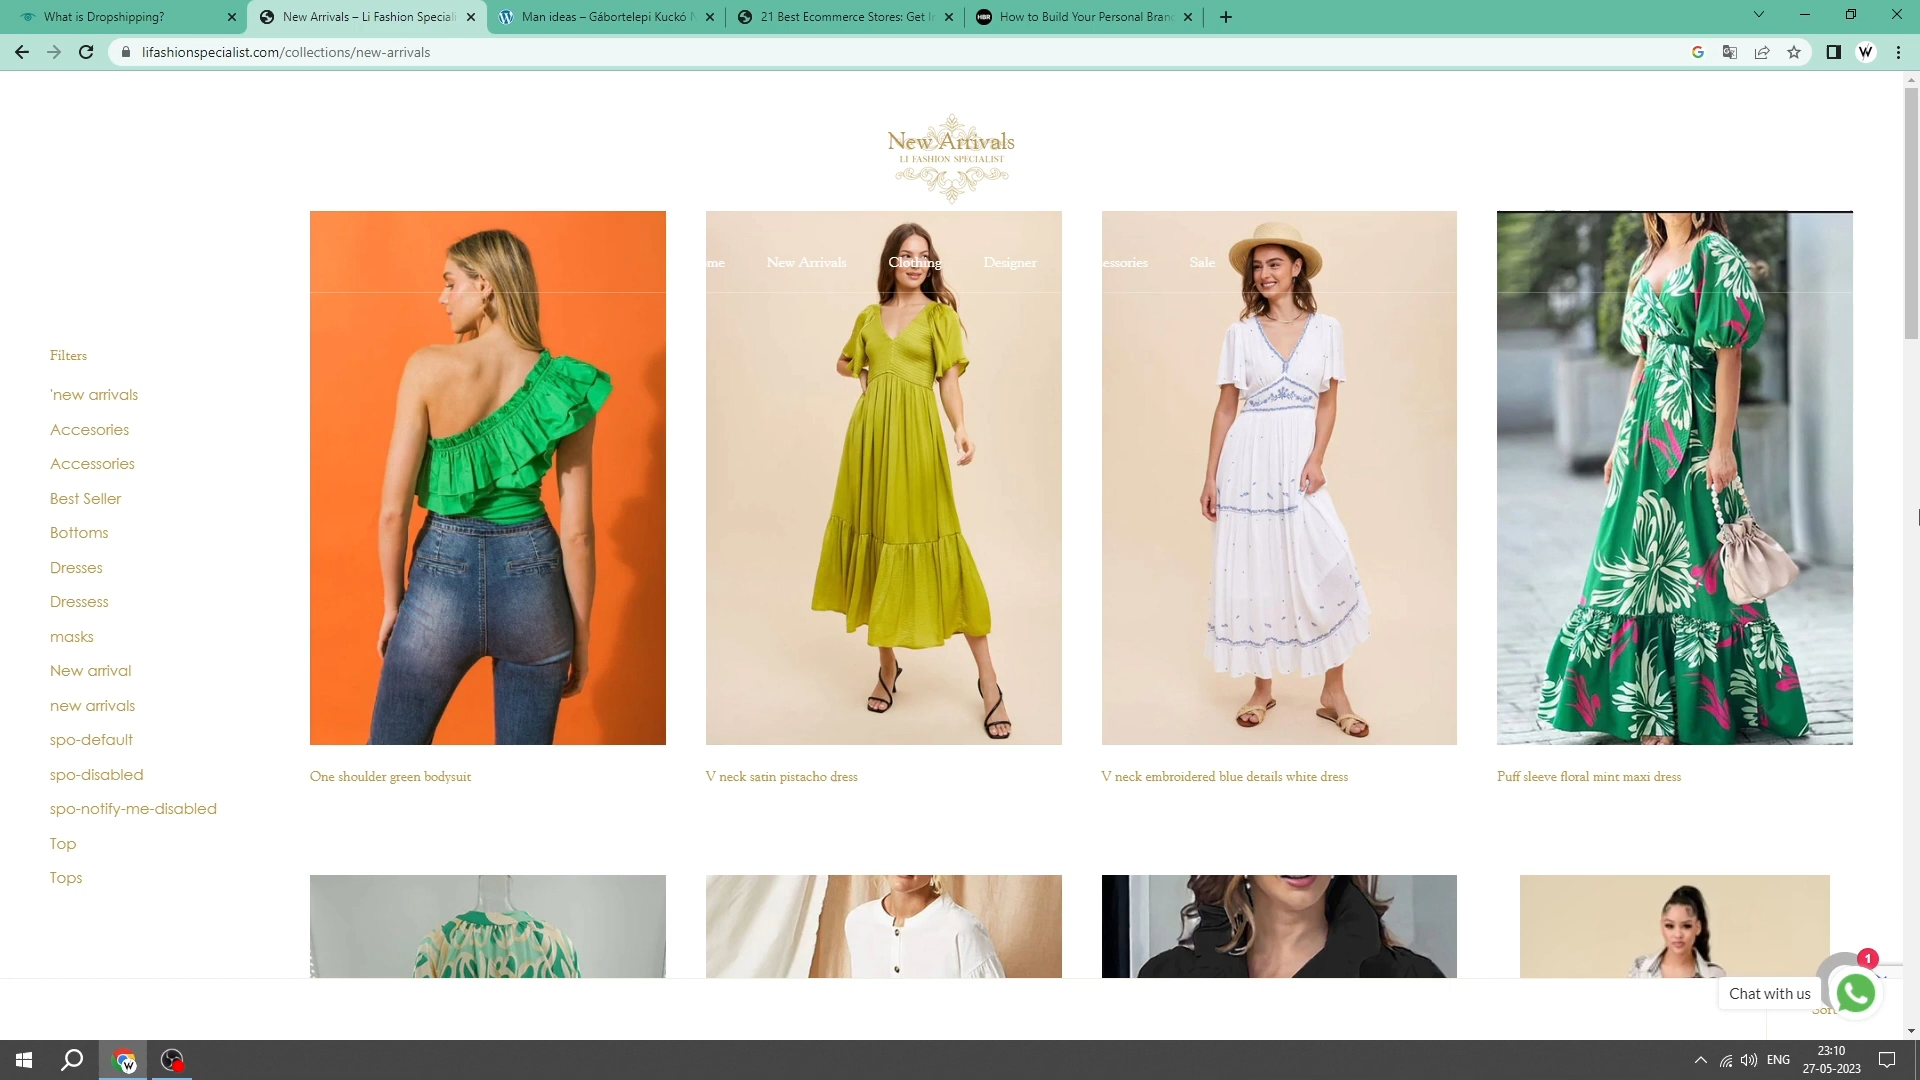 What is Dropshipping?
New Arrivals – Li Fashion Speciali
Man ideas – Gábortelepi Kuckó
21 Best Ecommerce Stores: Get
HBR
How to Build Your Personal Bran
lifashionspecialist.com/collections/new-arrivals
New Arrivals
LI FASHION SPECIALIST
me
New Arrivals
Clothing
Designer
essories
Sale
Filters
'new arrivals
Accesories
Accessories
Best Seller
Bottoms
Dresses
Dressess
masks
New arrival
new arrivals
spo-default
spo-disabled
spo-notify-me-disabled
Top
Tops
One shoulder green bodysuit
V neck satin pistacho dress
V neck embroidered blue details white dress
Puff sleeve floral mint maxi dress
1
Chat with us
Sort
ENG
23:10
27-05-2023